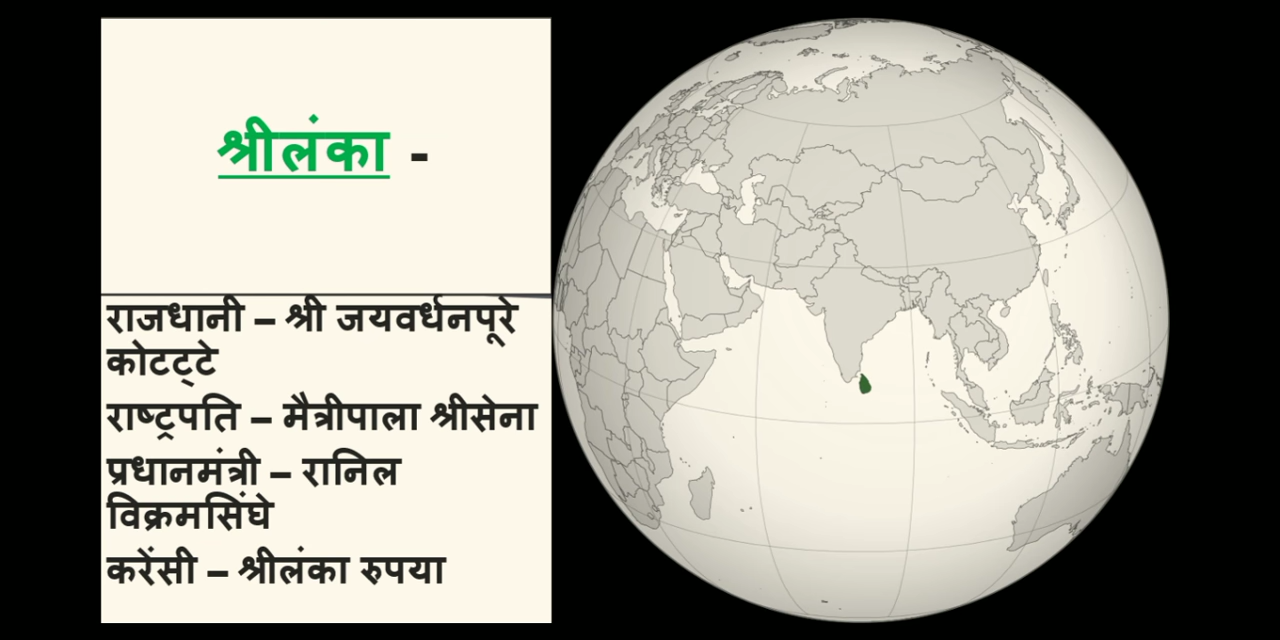 श्रीलंका -
राजधानी – श्री जयवर्धनपूरे
कोटट्टे
राष्ट्रपति – मैत्रीपाला श्रीसेना
प्रधानमंत्री – रानिल
विक्रमसिंघे
करेंसी – श्रीलंका रुपया